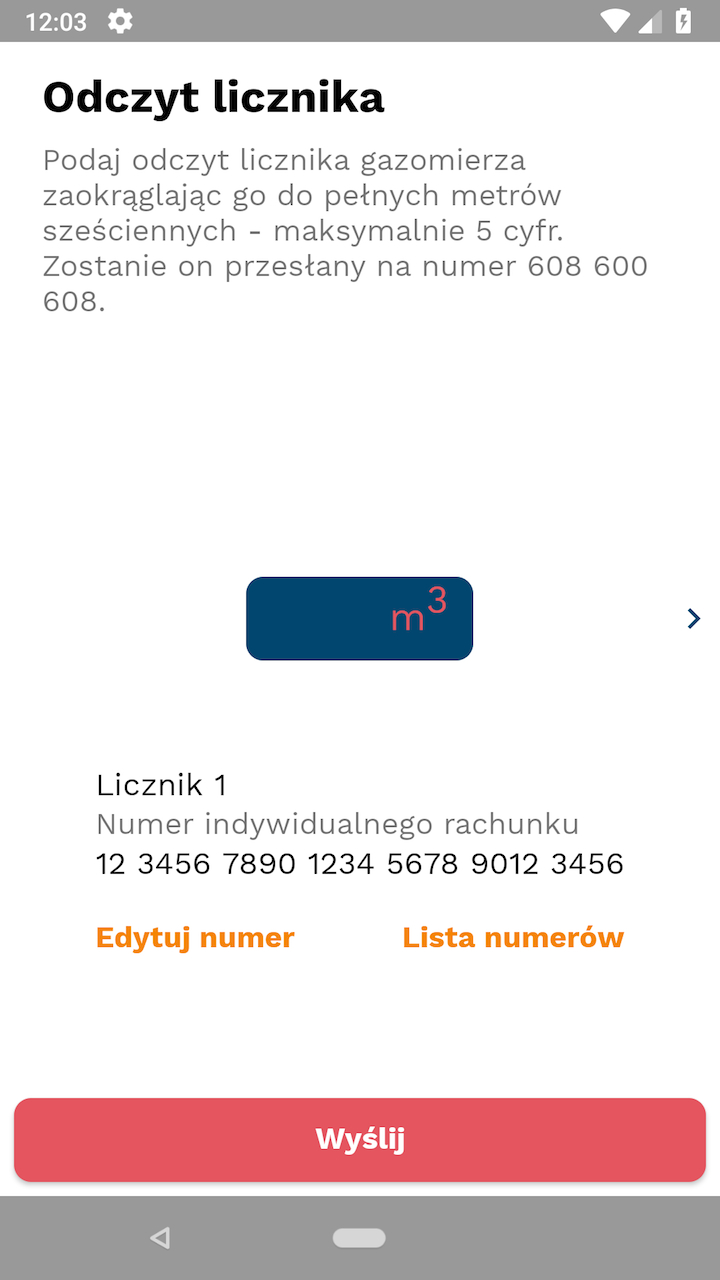 12:03
Odczyt licznika
Podaj odczyt licznika gazomierza
zaokrąglając go do pełnych metrów
sześciennych - maksymalnie 5 cyfr.
Zostanie on przesłany na numer 608 600
608.
m³
Licznik 1
Numer indywidualnego rachunku
12 3456 7890 1234 5678 9012 3456
Edytuj numer Lista numerów
Wyślij